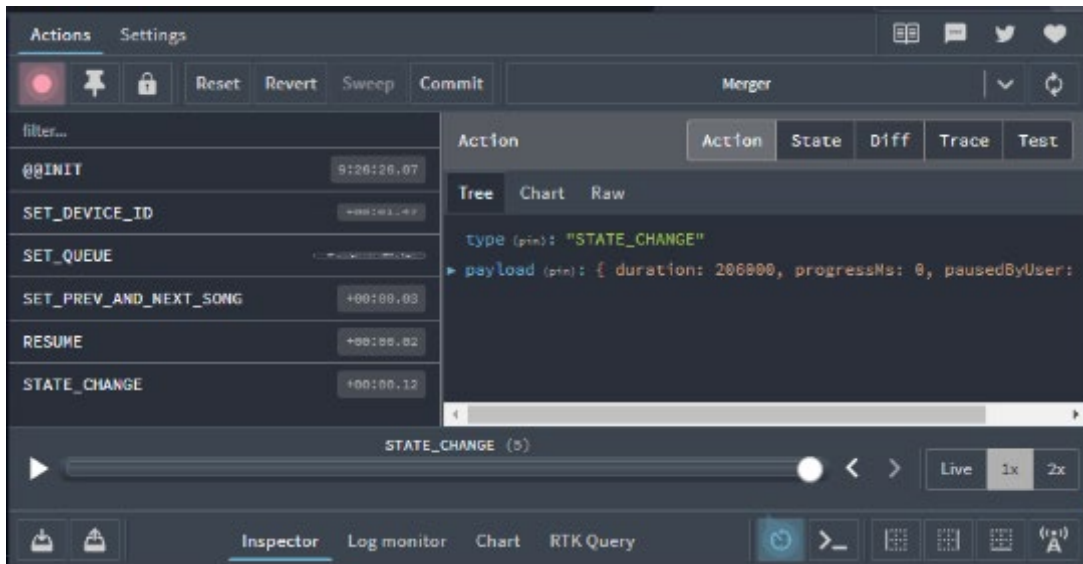 Actions Settings
Reset Revert Sweep Commit Merger
filter...
Action Action State Diff Trace Test
@@INIT 9:26:26.07
Tree Chart Raw
SET_DEVICE_ID
type (pin): "STATE_CHANGE"
SET_QUEUE
payload (pin): { duration: 206000, progressMs: 0, pausedByUser:
SET_PREV_AND_NEXT_SONG +00:00.03
RESUME +00:00.02
STATE_CHANGE +00:00.12
STATE_CHANGE (5)
Live 1x 2x
Inspector Log monitor Chart RTK Query